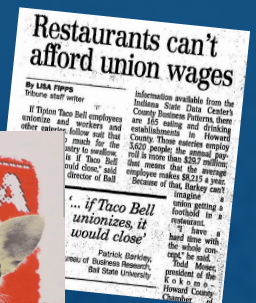 Restaurants can't
afford union wages
By LISA FIPPS
Tribune staff writer
If Tipton Taco Bell employees
unionize and workers and
other eateries follow suit that
much for the
try to swallow.
is if Taco Bell
ould close," said
director of Ball
information available from the
Indiana State Data Center's
County Business Patterns, there
are 165 eating and drinking
establishments in Howard
County. Those eateries employ
3,620 people; the annual pay-
roll is more than $29.7 million;
that means that the average
employee makes $8,215 a year.
Because of that, Barkey can't
imagine a
union getting a
foothold in a
restaurant.
"I have a
hard time with
the whole con-
cept," he said.
Todd Moser,
president of the
Kokomo-
Howard County
Chamber
'... if Taco Bell
unionizes, it
would close'
Patrick Barkley,
reau of Business Research,
Ball State University